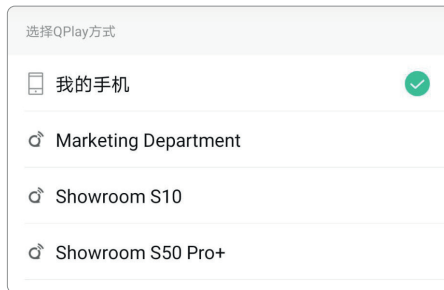 选择QPlay方式
我的手机
Marketing Department
Showroom S10
Showroom S50 Pro+